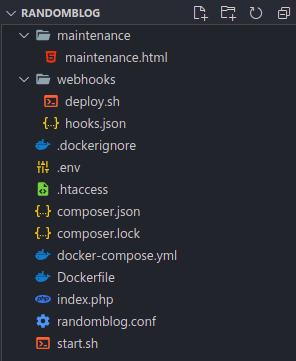 RANDOMBLOG
maintenance
maintenance.html
webhooks
deploy.sh
hooks.json
.dockerignore
.env
.htaccess
composer.json
composer.lock
docker-compose.yml
Dockerfile
index.php
randomblog.conf
start.sh